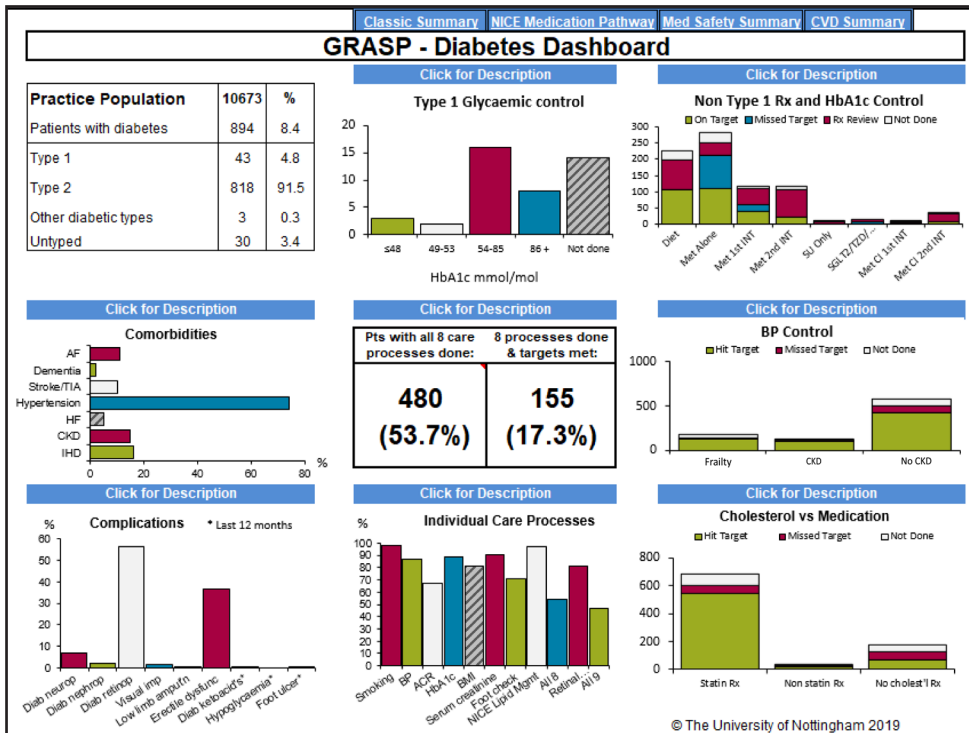 Classic Summary NICE Medication Pathway Med Safety Summary CVD Summary
GRASP - Diabetes Dashboard
Practice Population 10673 %
Patients with diabetes 894 8.4
Type 1 43 4.8
Type 2 818 91.5
Other diabetic types 3 0.3
Untyped 30 3.4
Click for Description
Type 1 Glycaemic control
20
15
10
5
0
≤48 49-53 54-85 86 + Not done
HbA1c mmol/mol
Click for Description
Non Type 1 Rx and HbA1c Control
On Target Missed Target Rx Review Not Done
300
250
200
150
100
50
0
Diet Met Alone Met 1st INT Met 2nd INT SU Only SGLT2/TZD/... Met CI 1st INT Met CI 2nd INT
Click for Description
Comorbidities
AF
Dementia
Stroke/TIA
Hypertension
HF
CKD
IHD
0 20 40 60 80 %
Click for Description
Pts with all 8 care 8 processes done
processes done: & targets met:
480 155
(53.7%) (17.3%)
Click for Description
BP Control
Hit Target Missed Target Not Done
1000
500
0
Frailty CKD No CKD
Click for Description
Complications * Last 12 months
%
60
50
40
30
20
10
0
Diab neurop Diab nephrop Diab retinop Visual imp Low limb amput'n Erectile dysfunc Diab ketoacid's* Hypoglycaemia* Foot ulcer*
Click for Description
Individual Care Processes
%
100
90
80
70
60
50
40
30
20
10
0
Smoking BP ACR HbA1c BMI Serum creatinine Foot check NICE Lipid Mgmt All 8 Retinal... All 9
Click for Description
Cholesterol vs Medication
Hit Target Missed Target Not Done
800
600
400
200
0
Statin Rx Non statin Rx No cholest'l Rx
© The University of Nottingham 2019